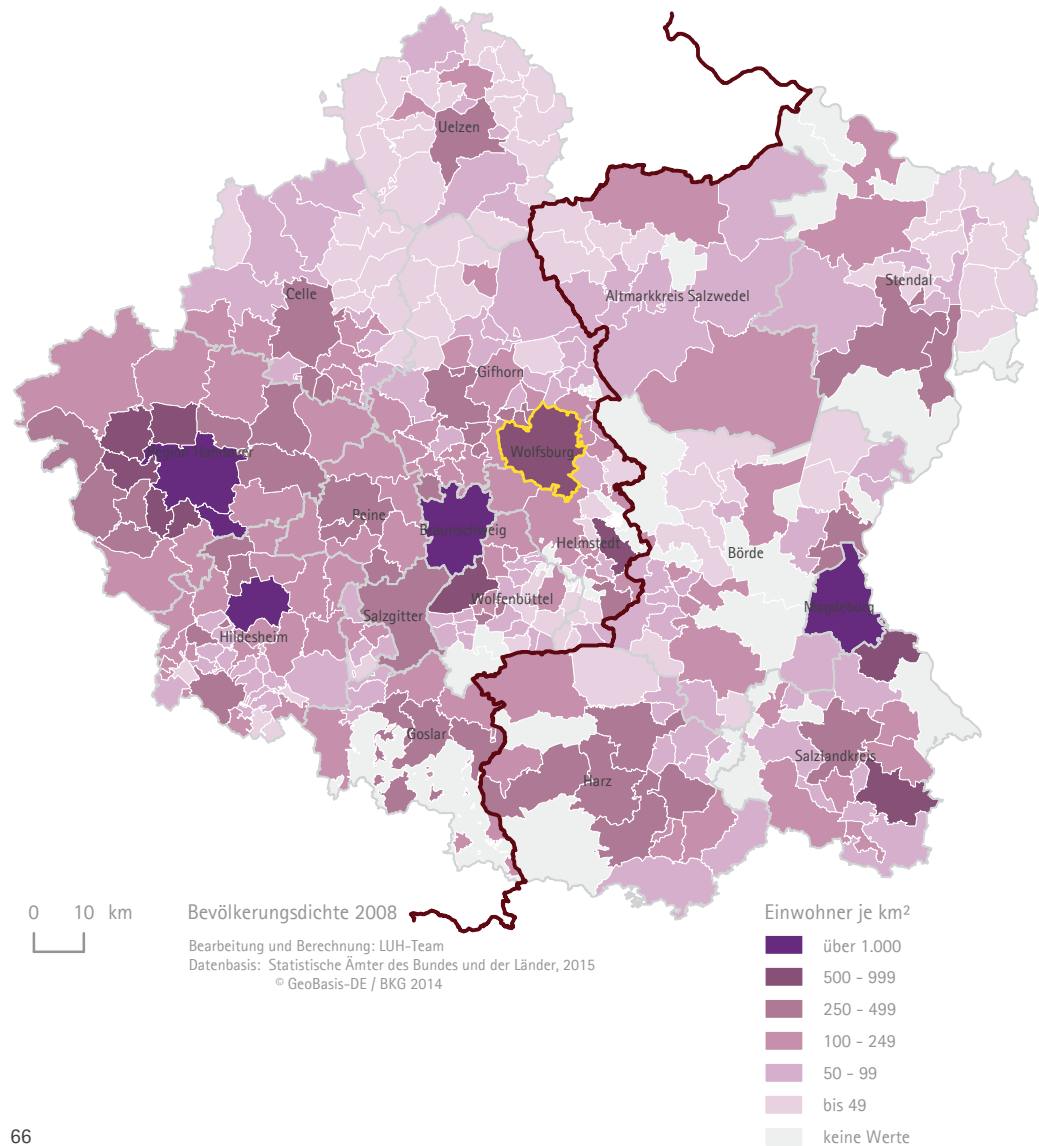 Uelzen
Celle
Altmarkkreis Salzwedel
Stendal
Gifhorn
Region Hannover
Wolfsburg
Peine
Braunschweig
Helmstedt
Börde
Wolfenbüttel
Salzgitter
Magdeburg
Hildesheim
Goslar
Harz
Salzlandkreis
0 10 km
Bevölkerungsdichte 2008
Bearbeitung und Berechnung: LUH-Team
Datenbasis: Statistische Ämter des Bundes und der Länder, 2015
© GeoBasis-DE / BKG 2014
Einwohner je km²
über 1.000
500 - 999
250 - 499
100 - 249
50 - 99
bis 49
keine Werte
66